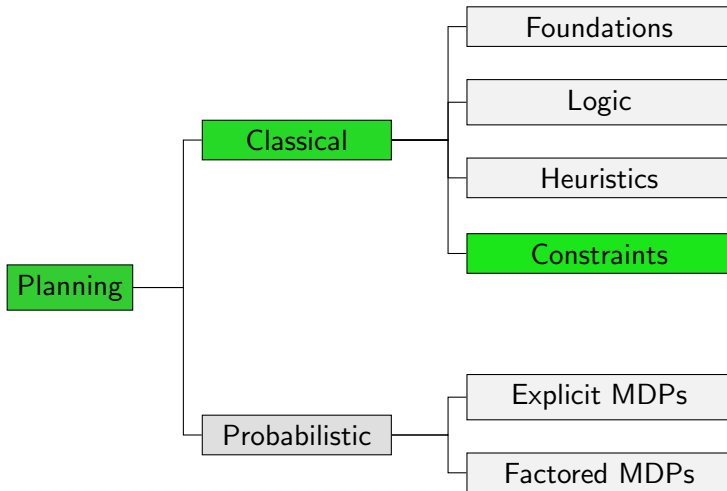 Foundations
Logic
Classical
Heuristics
Constraints
Planning
Explicit MDPs
Probabilistic
Factored MDPs